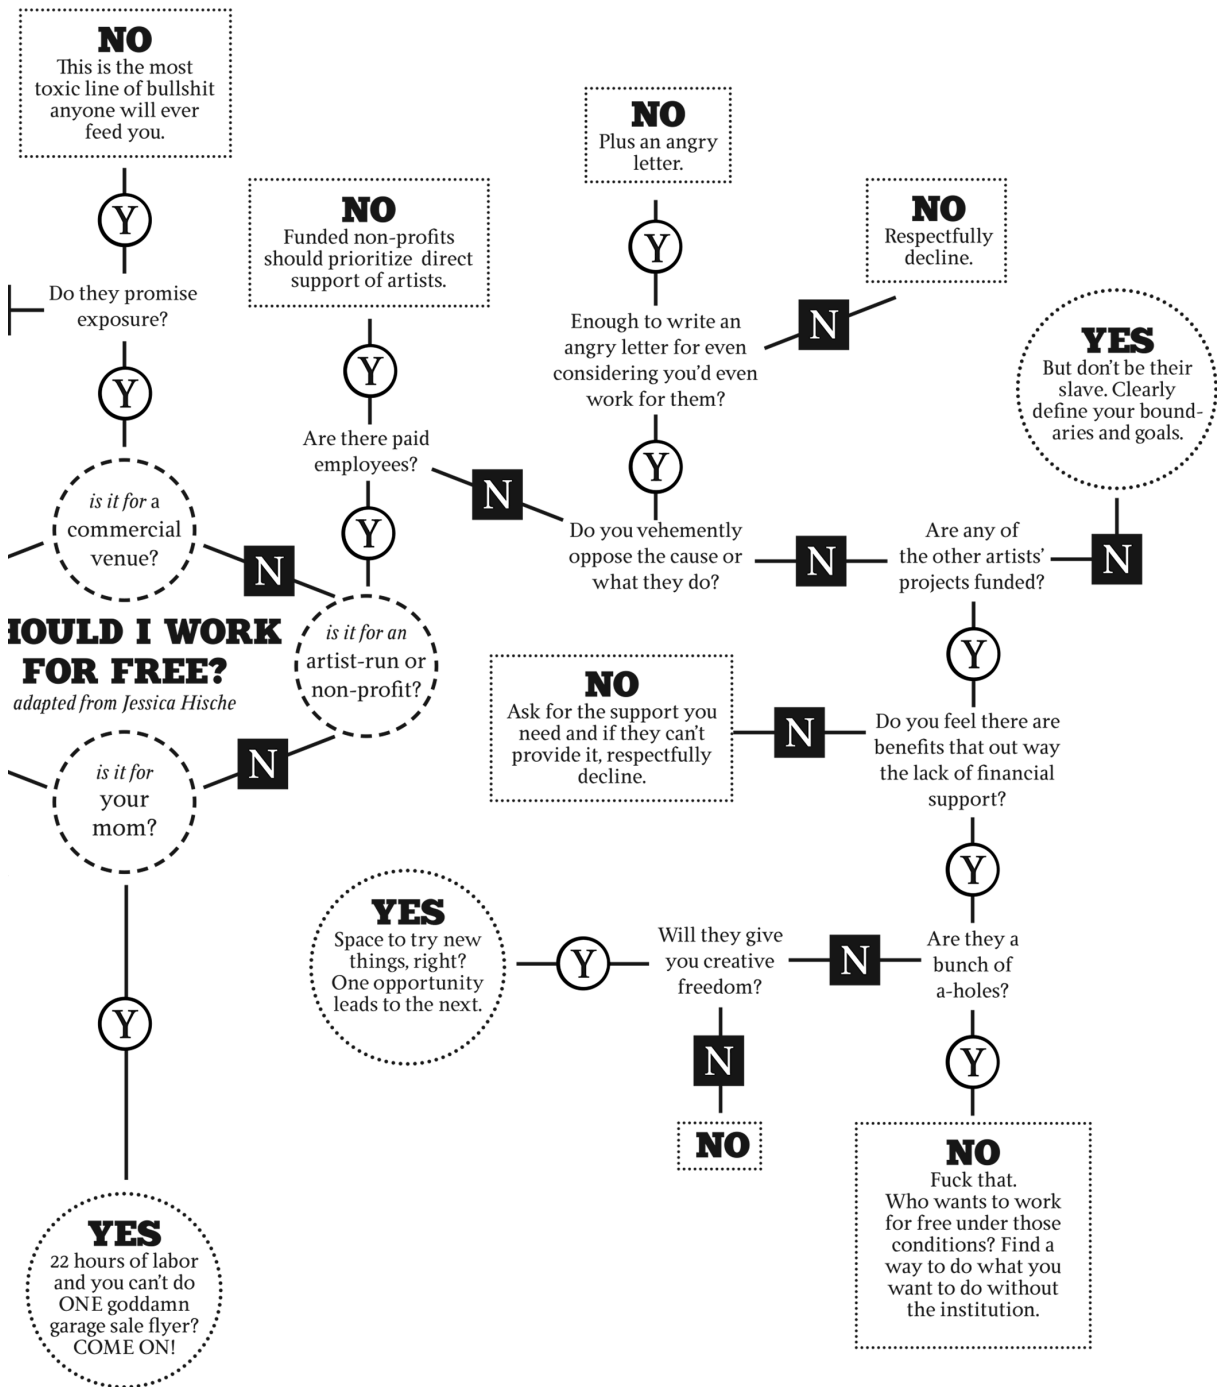 NO
This is the most
toxic line of bullshit
anyone will ever
feed you.
Y
Do they promise
exposure?
Y
is it for a
commercial
venue?
N
HOULD I WORK
FOR FREE?
adapted from Jessica Hische
is it for
your
mom?
N
Y
YES
22 hours of labor
and you can't do
ONE goddamn
garage sale flyer?
COME ON!
NO
Funded non-profits
should prioritize direct
support of artists.
Y
Are there paid
employees?
Y
is it for an
artist-run or
non-profit?
N
NO
Plus an angry
letter.
Y
Enough to write an
angry letter for even
considering you'd even
work for them?
N
NO
Respectfully
decline.
Y
Do you vehemently
oppose the cause or
what they do?
N
Are any of
the other artists'
projects funded?
N
YES
But don't be their
slave. Clearly
define your bound-
aries and goals.
Y
Do you feel there are
benefits that out way
the lack of financial
support?
N
NO
Ask for the support you
need and if they can't
provide it, respectfully
decline.
Y
Are they a
bunch of
a-holes?
N
Will they give
you creative
freedom?
Y
YES
Space to try new
things, right?
One opportunity
leads to the next.
N
NO
Y
NO
Fuck that.
Who wants to work
for free under those
conditions? Find a
way to do what you
want to do without
the institution.